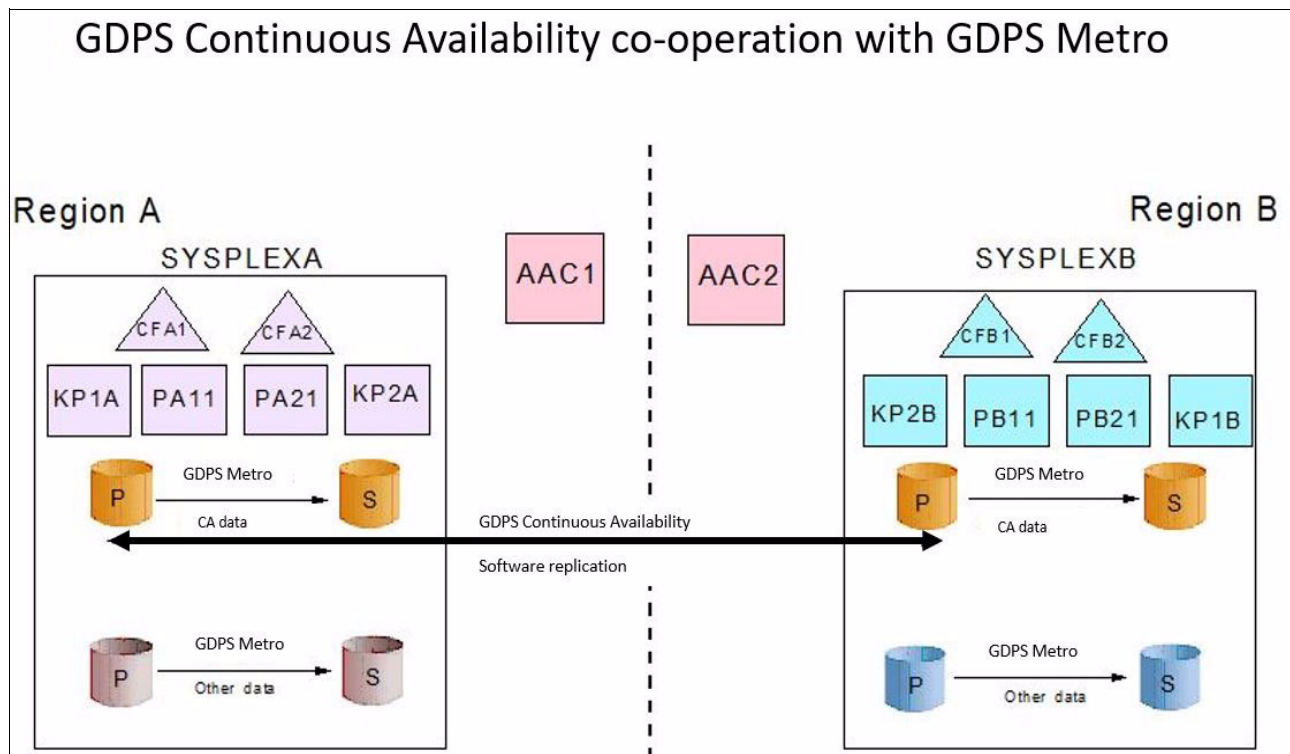 GDPS Continuous Availability co-operation with GDPS Metro
Region A
Region B
SYSPLEXA
AAC1
AAC2
SYSPLEXB
CFA1
CFA2
CFB1
CFB2
KP1A
PA11
PA21
KP2A
KP2B
PB11
PB21
KP1B
GDPS Metro
P
S
CA data
GDPS Metro
P
S
CA data
GDPS Continuous Availability
Software replication
GDPS Metro
P
S
Other data
GDPS Metro
P
S
Other data